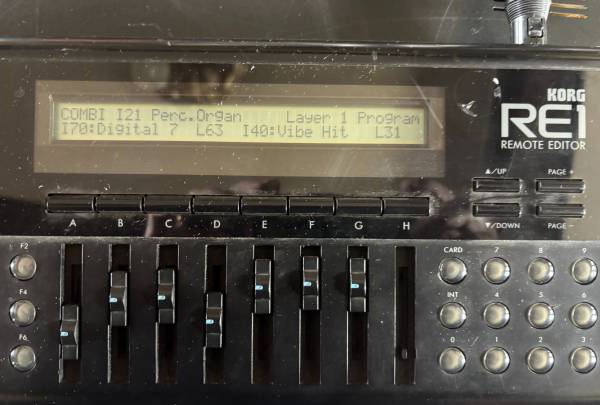 COMBI I21 Perc.Organ Layer 1 Program
I70:Digital 7 L63 I40:Vibe Hit L31
KORG
RE1
REMOTE EDITOR
▲/UP PAGE +
▼/DOWN PAGE −
A B C D E F G H
F2
F4
F6
CARD 7 8 9
INT 4 5 6
0 1 2 3